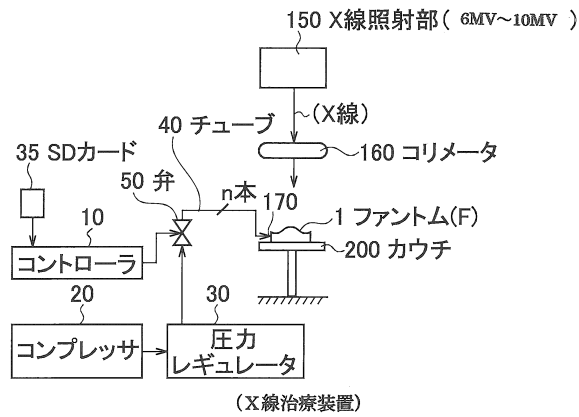 150 X線照射部( 6MV～10MV )
(X線)
40 チューブ
160 コリメータ
35 SDカード
50 弁
n本
170
1 ファントム(F)
10
200 カウチ
コントローラ
20
30
コンプレッサ
圧力
レギュレータ
(X線治療装置)